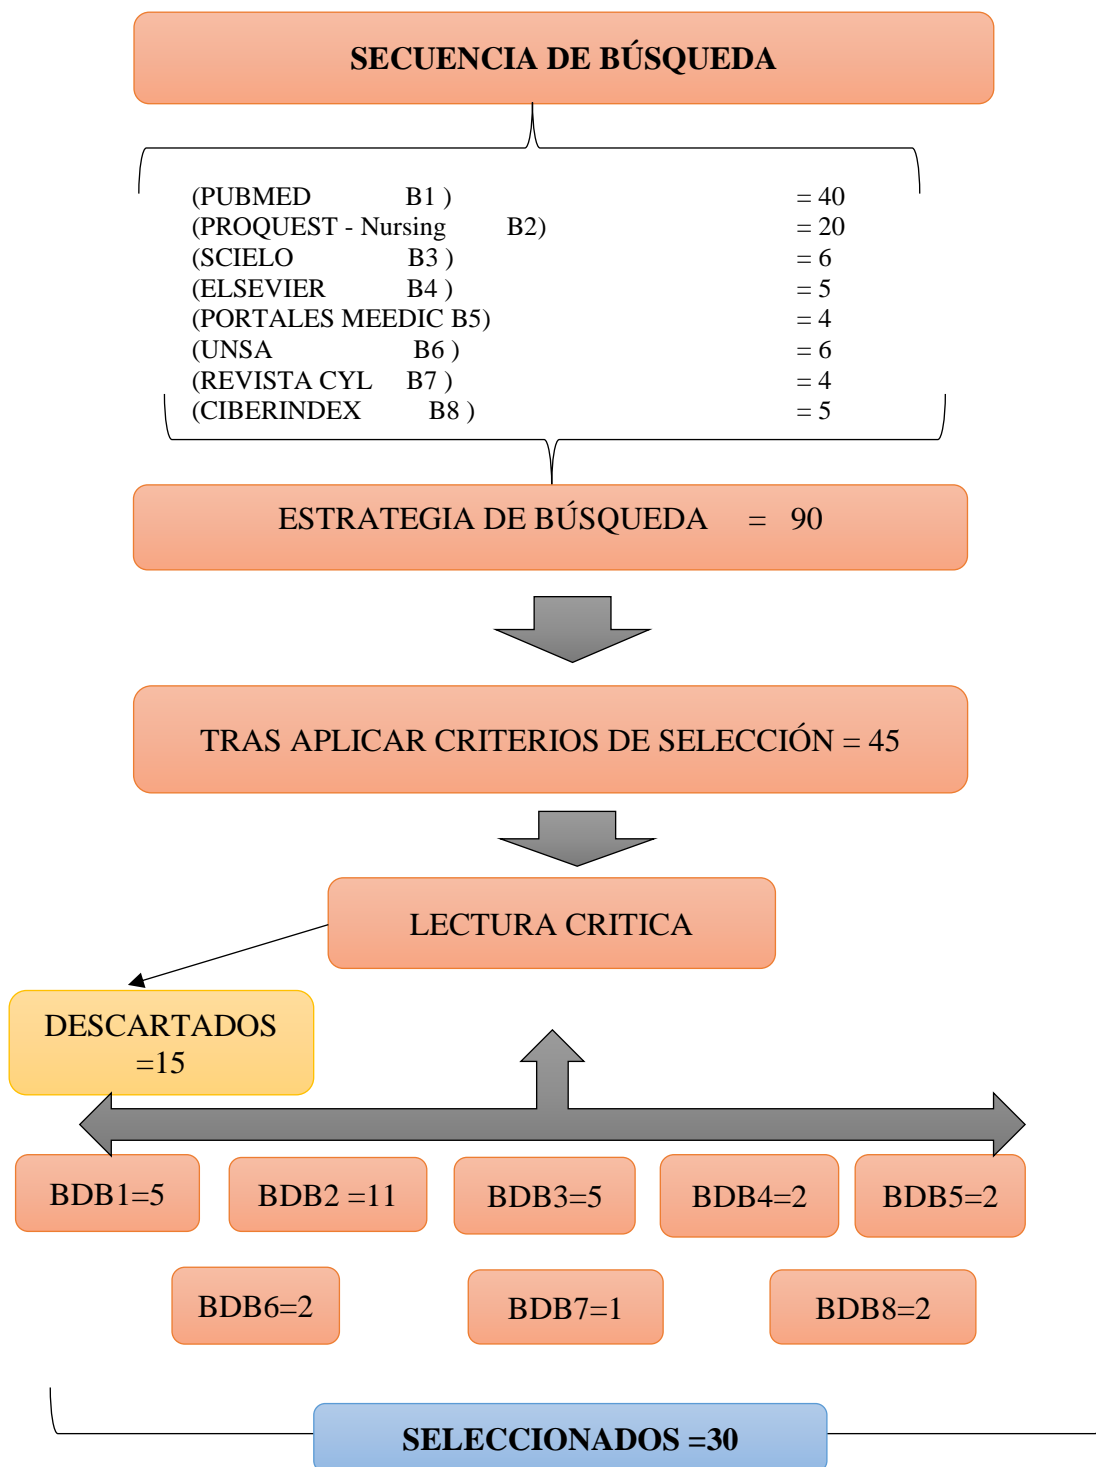 SECUENCIA DE BÚSQUEDA
(PUBMED B1 ) = 40
(PROQUEST - Nursing B2) = 20
(SCIELO B3 ) = 6
(ELSEVIER B4 ) = 5
(PORTALES MEEDIC B5) = 4
(UNSA B6 ) = 6
(REVISTA CYL B7 ) = 4
(CIBERINDEX B8 ) = 5
ESTRATEGIA DE BÚSQUEDA = 90
TRAS APLICAR CRITERIOS DE SELECCIÓN = 45
LECTURA CRITICA
DESCARTADOS
=15
BDB1=5
BDB2 =11
BDB3=5
BDB4=2
BDB5=2
BDB6=2
BDB7=1
BDB8=2
SELECCIONADOS =30